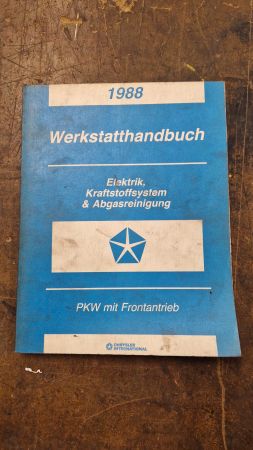 1988
Werkstatthandbuch
Elektrik,
Kraftstoffsystem
& Abgasreinigung
PKW mit Frontantrieb
CHRYSLER
INTERNATIONAL